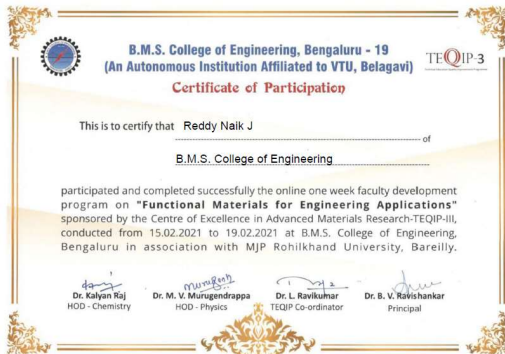 B.M.S. College of Engineering, Bengaluru - 19
(An Autonomous Institution Affiliated to VTU, Belagavi)
TEQIP-3
Certificate of Participation
This is to certify that Reddy Naik J
of
B.M.S. College of Engineering
participated and completed successfully the online one week faculty development
program on "Functional Materials for Engineering Applications"
sponsored by the Centre of Excellence in Advanced Materials Research-TEQIP-III,
conducted from 15.02.2021 to 19.02.2021 at B.M.S. College of Engineering,
Bengaluru in association with MJP Rohilkhand University, Bareilly.
Dr. Kalyan Raj
HOD - Chemistry
Murugesh
Dr. M. V. Murugendrappa
HOD - Physics
Dr. L. Ravikumar
TEQIP Co-ordinator
Dr. B. V. Ravishankar
Principal